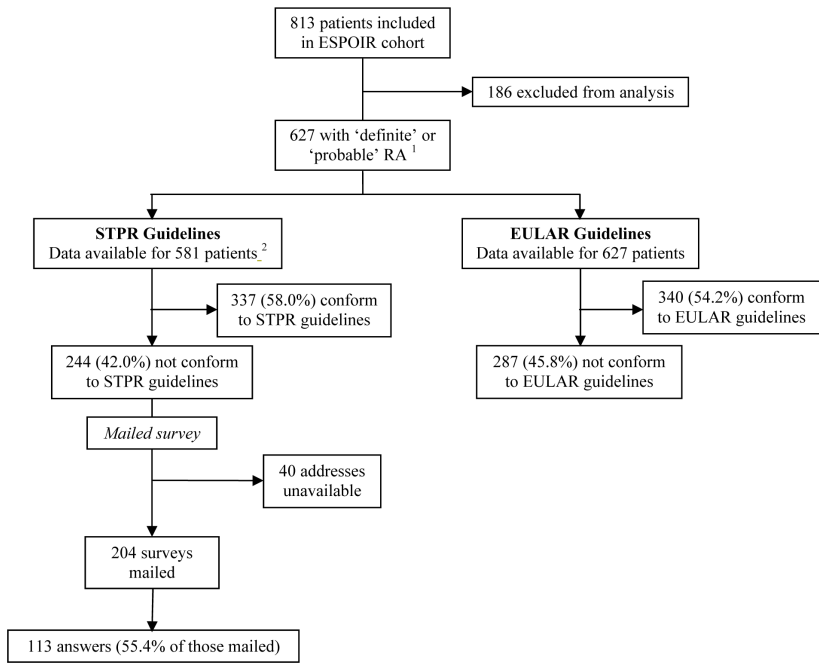 813 patients included
in ESPOIR cohort
186 excluded from analysis
627 with ‘definite’ or
‘probable’ RA 1
STPR Guidelines
Data available for 581 patients 2
EULAR Guidelines
Data available for 627 patients
337 (58.0%) conform
to STPR guidelines
340 (54.2%) conform
to EULAR guidelines
244 (42.0%) not conform
to STPR guidelines
287 (45.8%) not conform
to EULAR guidelines
Mailed survey
40 addresses
unavailable
204 surveys
mailed
113 answers (55.4% of those mailed)